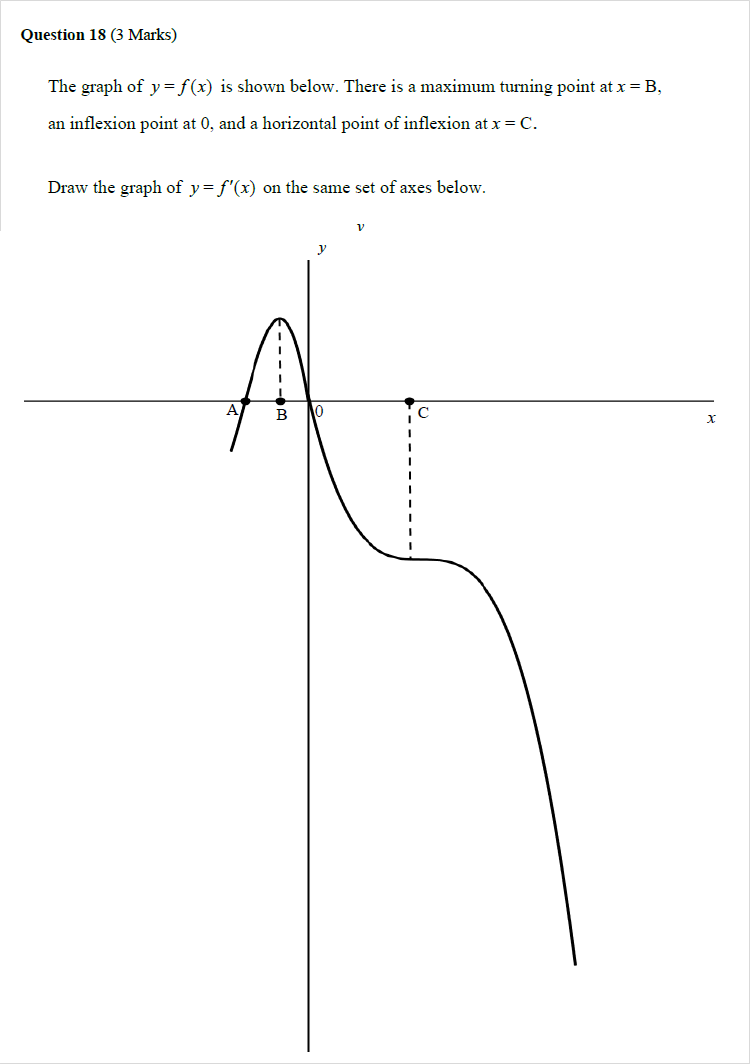 Question 18 (3 Marks)
The graph of y = f(x) is shown below. There is a maximum turning point at x = B,
an inflexion point at 0, and a horizontal point of inflexion at x = C.
Draw the graph of y = f'(x) on the same set of axes below.
y
y
A
B
0
C
x